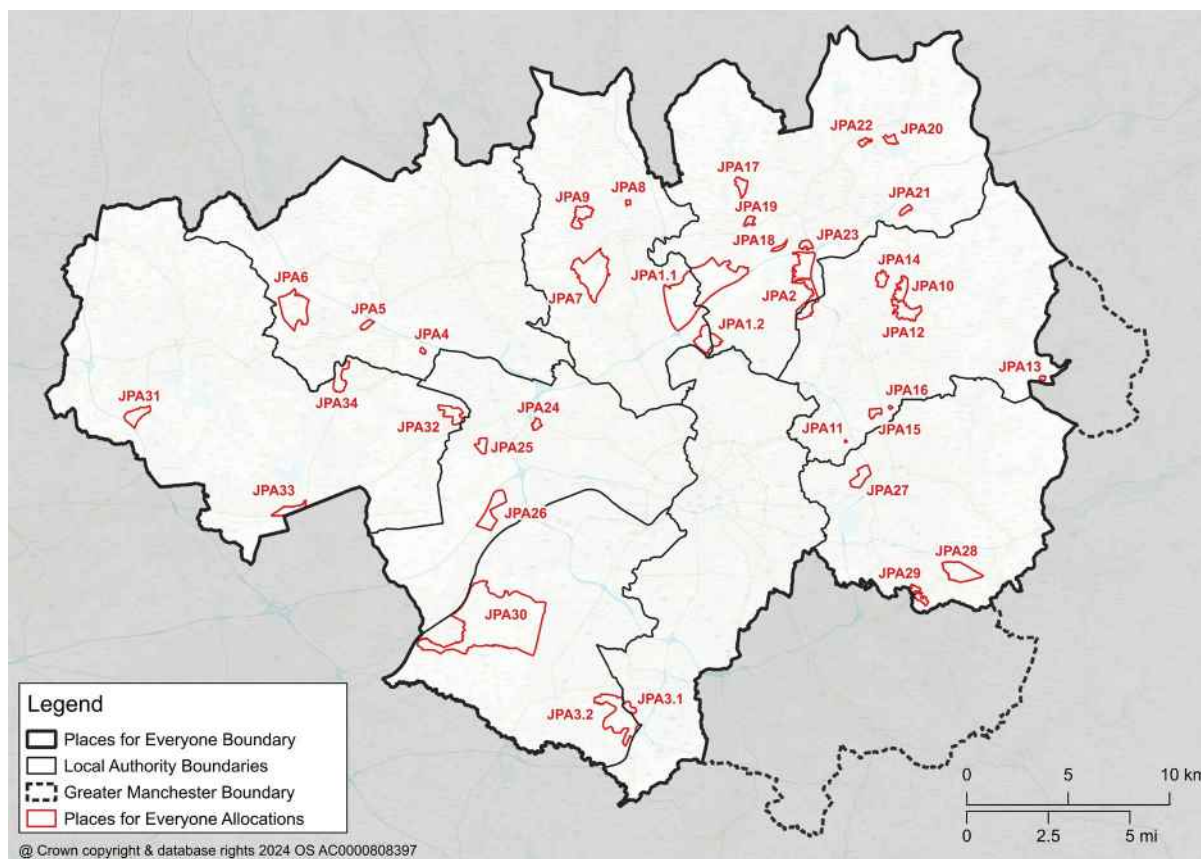 JPA22
JPA20
JPA17
JPA9
JPA8
JPA21
JPA19
JPA18
JPA23
JPA6
JPA1.1
JPA14
JPA10
JPA7
JPA2
JPA5
JPA12
JPA4
JPA1.2
JPA13
JPA31
JPA34
JPA16
JPA24
JPA32
JPA15
JPA11
JPA25
JPA27
JPA33
JPA26
JPA28
JPA29
JPA30
JPA3.1
JPA3.2
Legend
Places for Everyone Boundary
Local Authority Boundaries
Greater Manchester Boundary
Places for Everyone Allocations
0 5 10 km
0 2.5 5 mi
@ Crown copyright & database rights 2024 OS AC0000808397